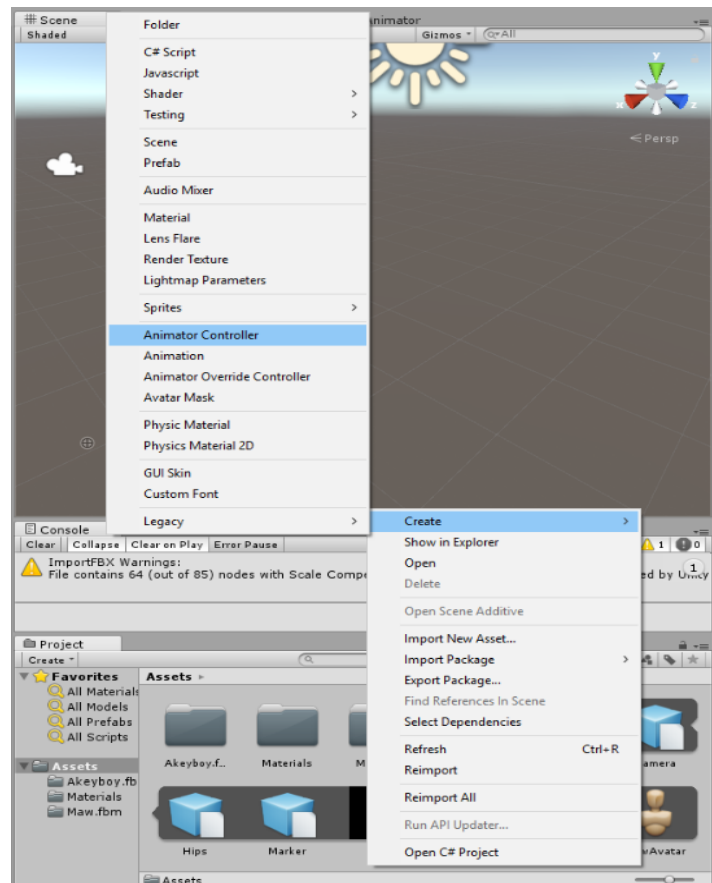 Scene
Animator
Shaded
Gizmos
All
y
x
z
Persp
Folder
C# Script
Javascript
Shader
Testing
Scene
Prefab
Audio Mixer
Material
Lens Flare
Render Texture
Lightmap Parameters
Sprites
Animator Controller
Animation
Animator Override Controller
Avatar Mask
Physic Material
Physics Material 2D
GUI Skin
Custom Font
Legacy
Create
Show in Explorer
Open
Delete
Open Scene Additive
Import New Asset...
Import Package
Export Package...
Find References In Scene
Select Dependencies
Refresh Ctrl+R
Reimport
Reimport All
Run API Updater...
Open C# Project
Console
Clear Collapse Clear on Play Error Pause
1 0
ImportFBX Warnings:
File contains 64 (out of 85) nodes with Scale
ed by Unity
1
Project
Create
Favorites
All Materials
All Models
All Prefabs
All Scripts
Assets
Akeyboy.fb
Materials
Maw.fbm
Assets
Akeyboy.f..
Materials
M
amera
Hips
Marker
wAvatar
Assets